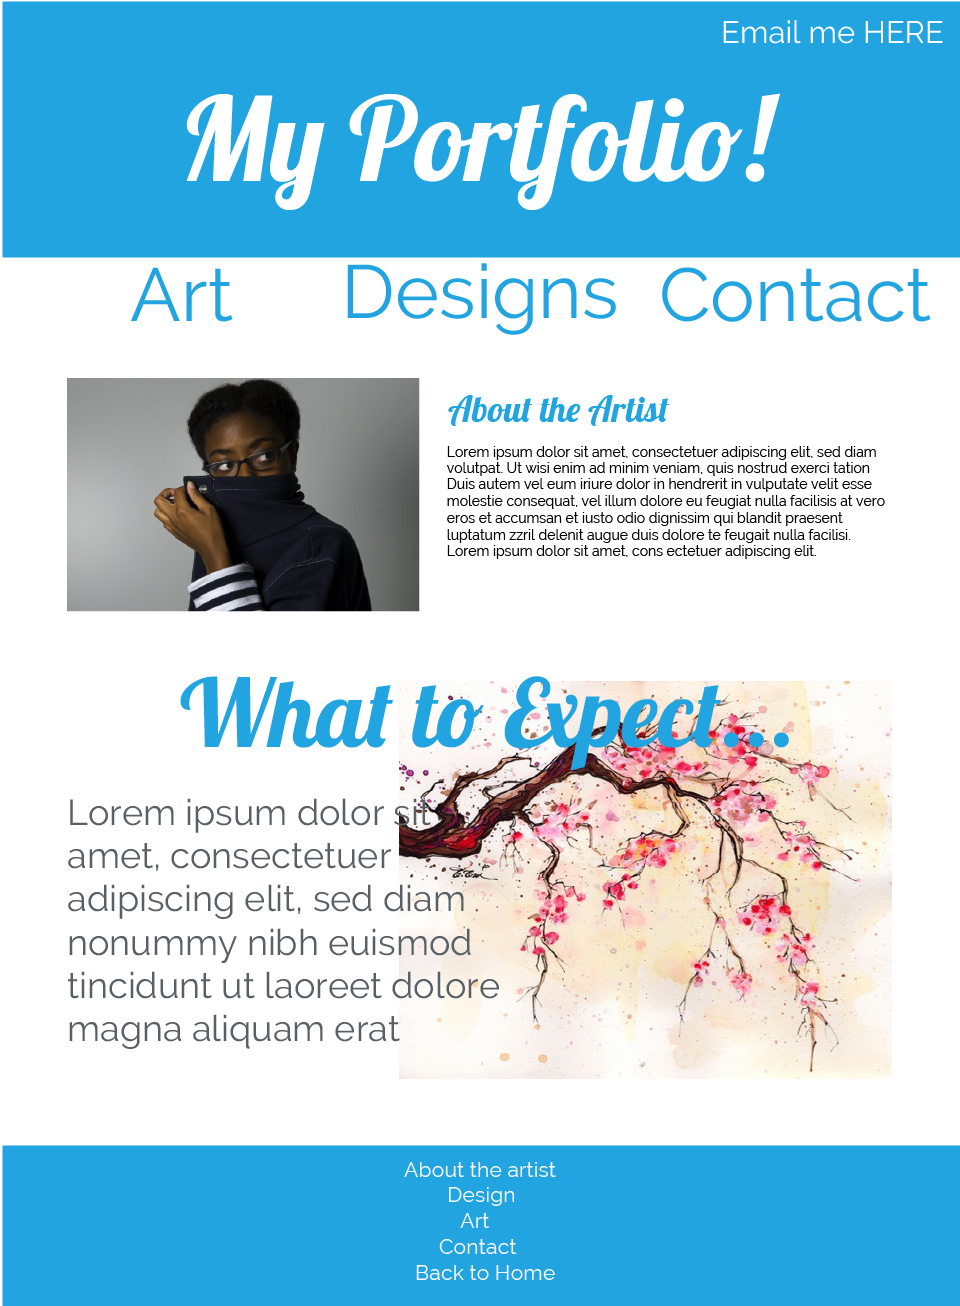 Email me HERE
My Portfolio!
Art Designs Contact
About the Artist
Lorem ipsum dolor sit amet, consectetuer adipiscing elit, sed diam
volutpat. Ut wisi enim ad minim veniam, quis nostrud exerci tation
Duis autem vel eum iriure dolor in hendrerit in vulputate velit esse
molestie consequat, vel illum dolore eu feugiat nulla facilisis at vero
eros et accumsan et iusto odio dignissim qui blandit praesent
luptatum zzril delenit augue duis dolore te feugait nulla facilisi.
Lorem ipsum dolor sit amet, cons ectetuer adipiscing elit.
What to Expect...
Lorem ipsum dolor sit
amet, consectetuer
adipiscing elit, sed diam
nonummy nibh euismod
tincidunt ut laoreet dolore
magna aliquam erat
About the artist
Design
Art
Contact
Back to Home